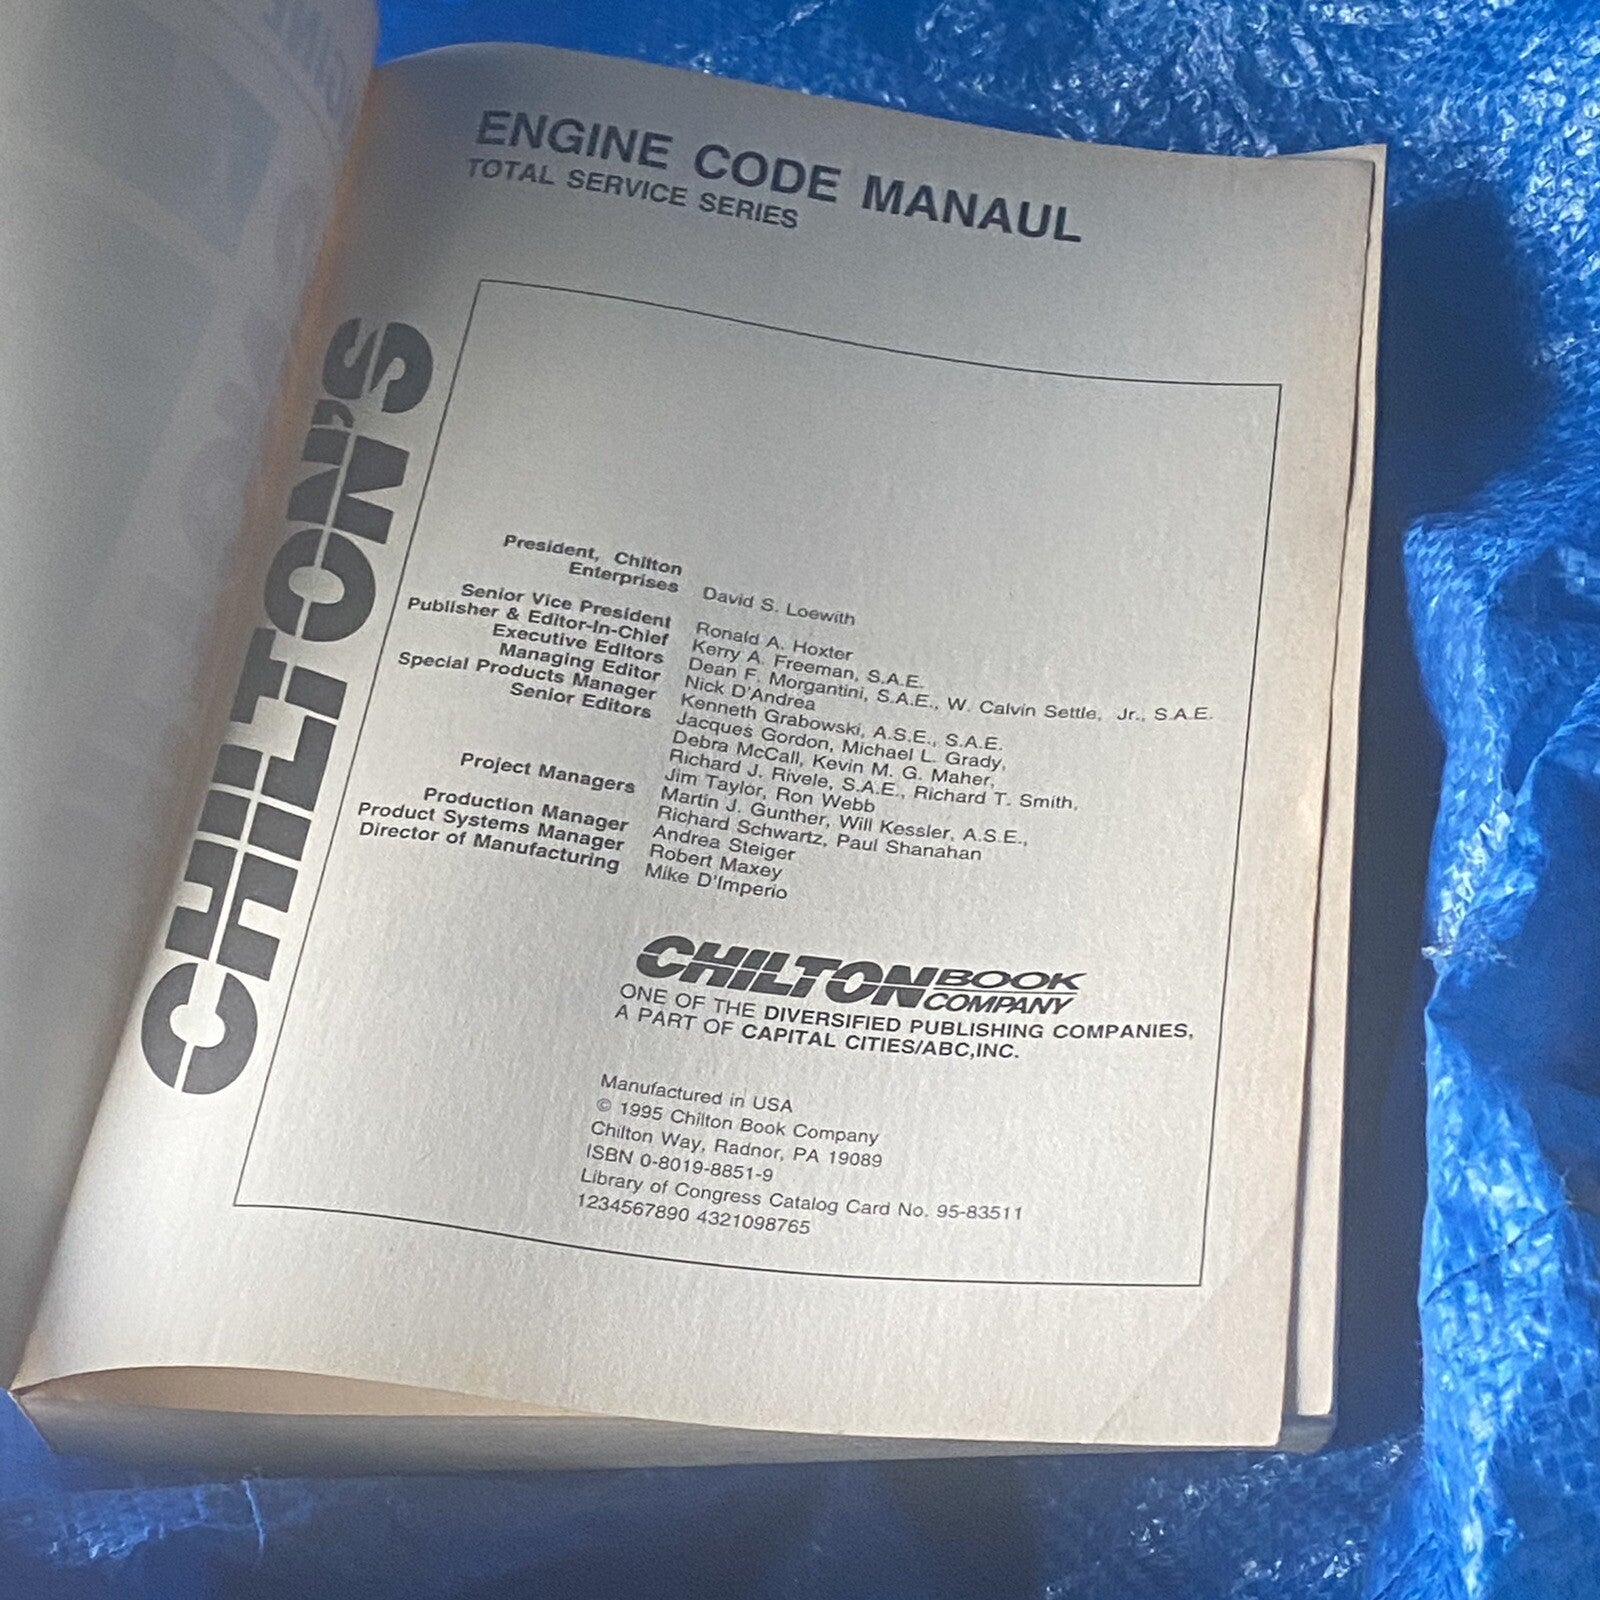 ENGINE CODE MANAUL
TOTAL SERVICE SERIES
CHILTON'S
President, Chilton
Enterprises David S. Loewith
Senior Vice President Ronald A. Hoxter
Publisher & Editor-In-Chief Kerry A. Freeman, S.A.E.
Executive Editors Dean F. Morgantini, S.A.E., W. Calvin Settle, Jr., S.A.E.
Managing Editor Nick D'Andrea
Special Products Manager Kenneth Grabowski, A.S.E., S.A.E.
Senior Editors Jacques Gordon, Michael L. Grady,
Debra McCall, Kevin M. G. Maher,
Richard J. Rivele, S.A.E., Richard T. Smith,
Jim Taylor, Ron Webb
Project Managers Martin J. Gunther, Will Kessler, A.S.E.,
Richard Schwartz, Paul Shanahan
Production Manager Andrea Steiger
Product Systems Manager Robert Maxey
Director of Manufacturing Mike D'Imperio
CHILTON BOOK
COMPANY
ONE OF THE DIVERSIFIED PUBLISHING COMPANIES,
A PART OF CAPITAL CITIES/ABC,INC.
Manufactured in USA
© 1995 Chilton Book Company
Chilton Way, Radnor, PA 19089
ISBN 0-8019-8851-9
Library of Congress Catalog Card No. 95-83511
1234567890 4321098765